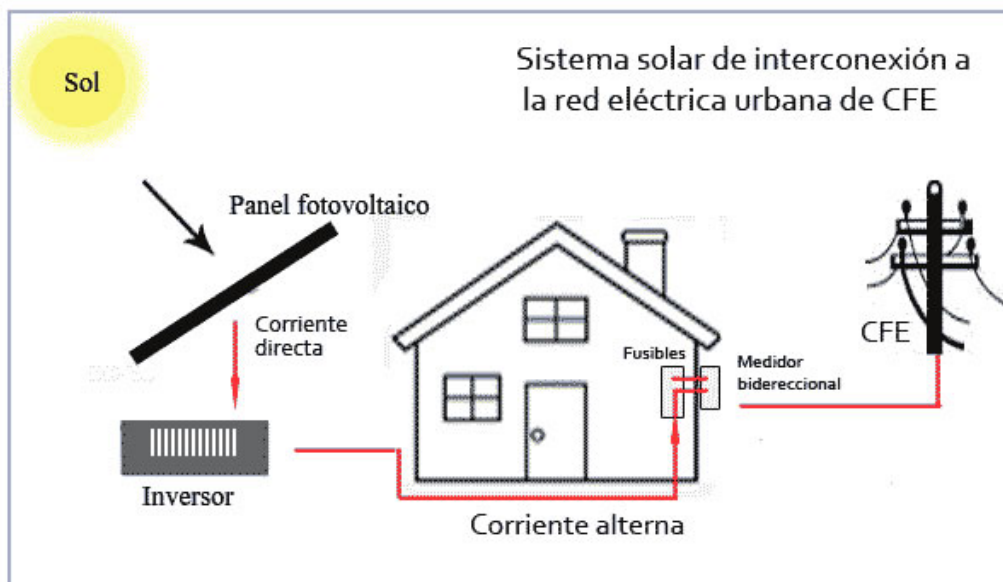 Sol
Sistema solar de interconexión a
la red eléctrica urbana de CFE
Panel fotovoltaico
Corriente
directa
Inversor
Fusibles
Medidor
bidereccional
CFE
Corriente alterna